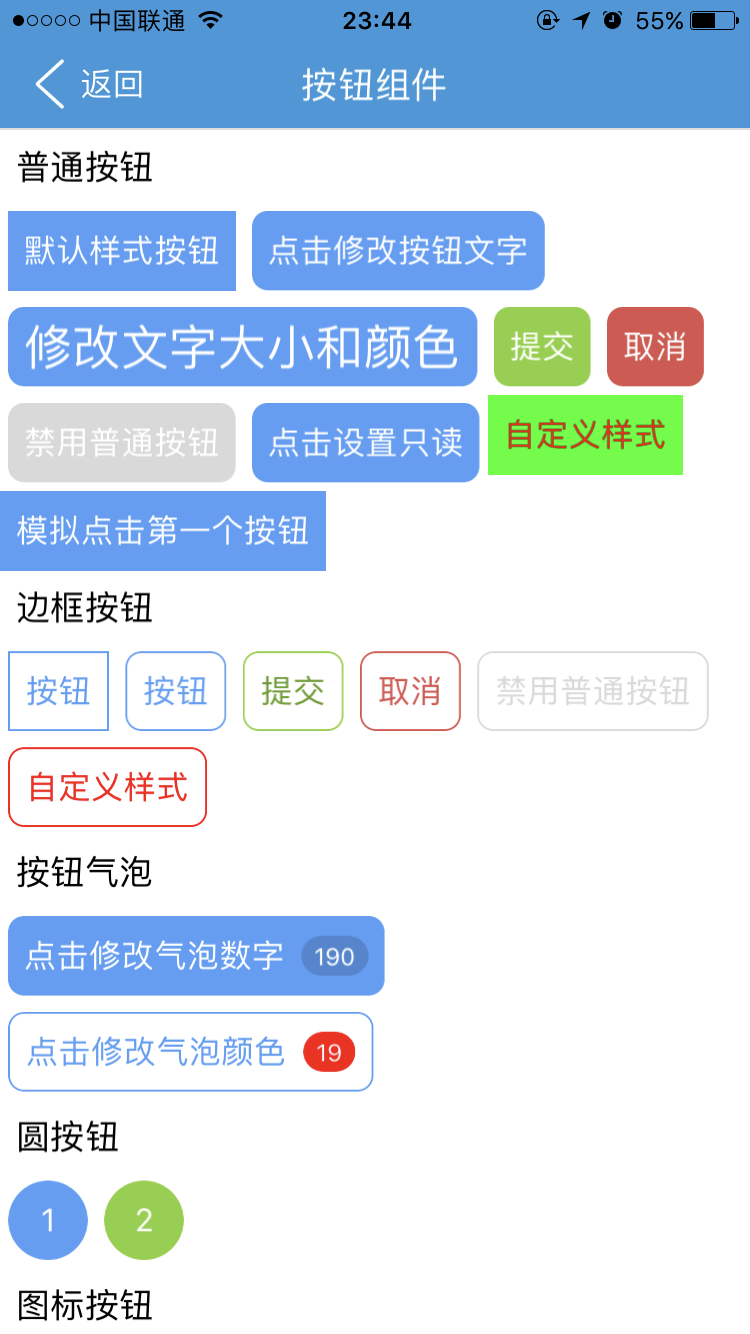 中国联通 23:44 55%
返回 按钮组件
普通按钮
默认样式按钮 点击修改按钮文字
修改文字大小和颜色 提交 取消
禁用普通按钮 点击设置只读 自定义样式
模拟点击第一个按钮
边框按钮
按钮 按钮 提交 取消 禁用普通按钮
自定义样式
按钮气泡
点击修改气泡数字 190
点击修改气泡颜色 19
圆按钮
1 2
图标按钮